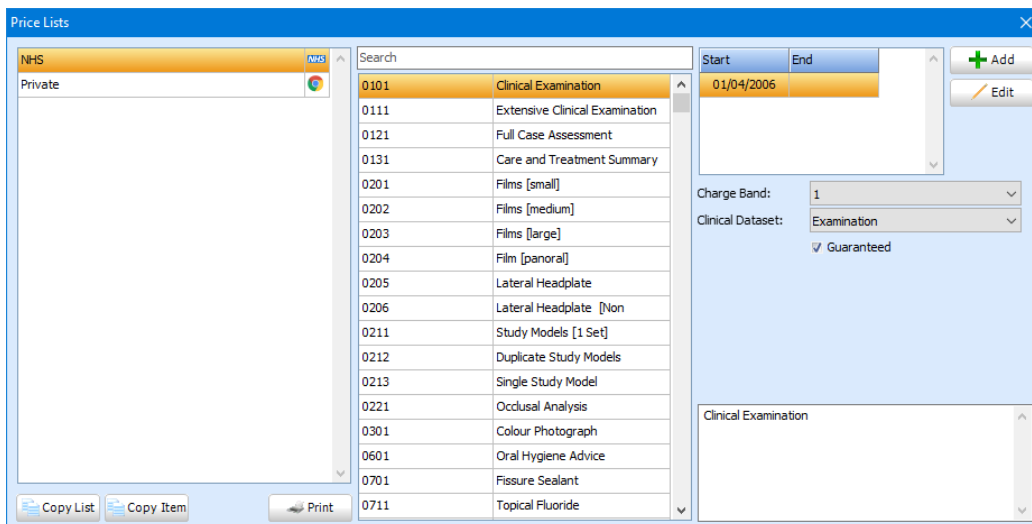 Price Lists
NHS NHS
Private
Copy List Copy Item Print
Search
0101 Clinical Examination
0111 Extensive Clinical Examination
0121 Full Case Assessment
0131 Care and Treatment Summary
0201 Films [small]
0202 Films [medium]
0203 Films [large]
0204 Film [panoral]
0205 Lateral Headplate
0206 Lateral Headplate [Non
0211 Study Models [1 Set]
0212 Duplicate Study Models
0213 Single Study Model
0221 Occlusal Analysis
0301 Colour Photograph
0601 Oral Hygiene Advice
0701 Fissure Sealant
0711 Topical Fluoride
Start End
01/04/2006
Add
Edit
Charge Band: 1
Clinical Dataset: Examination
Guaranteed
Clinical Examination